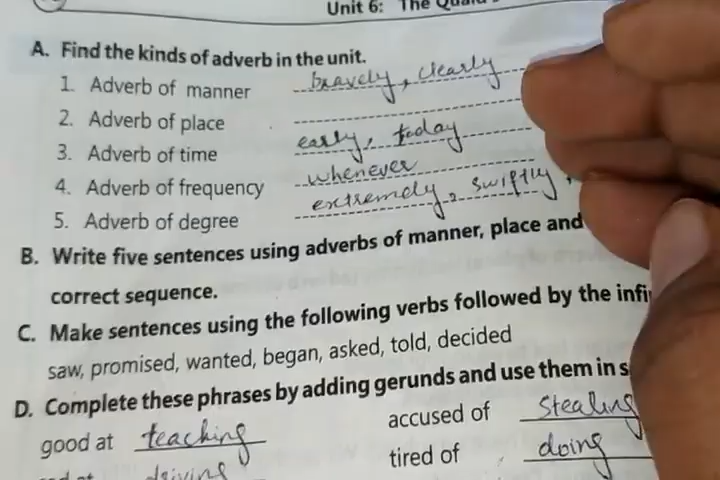 Unit 6: The
A. Find the kinds of adverb in the unit.
1. Adverb of manner bravely, clearly
2. Adverb of place
3. Adverb of time early, today
4. Adverb of frequency whenever
5. Adverb of degree extremely, swiftly,
B. Write five sentences using adverbs of manner, place and
correct sequence.
C. Make sentences using the following verbs followed by the
saw, promised, wanted, began, asked, told, decided
D. Complete these phrases by adding gerunds and use them in
good at teaching accused of stealing
driving tired of doing